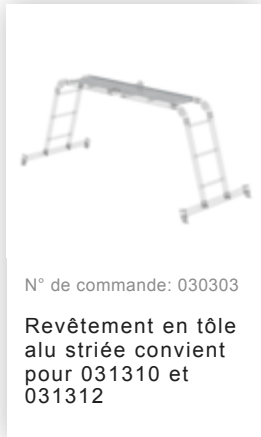 N° de commande: 030303
Revêtement en tôle
alu striée convient
pour 031310 et
031312